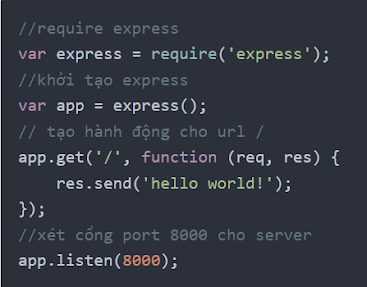 //require express
var express = require('express');
//khởi tạo express
var app = express();
// tạo hành động cho url /
app.get('/', function (req, res) {
    res.send('hello world!');
});
//xét cổng port 8000 cho server
app.listen(8000);